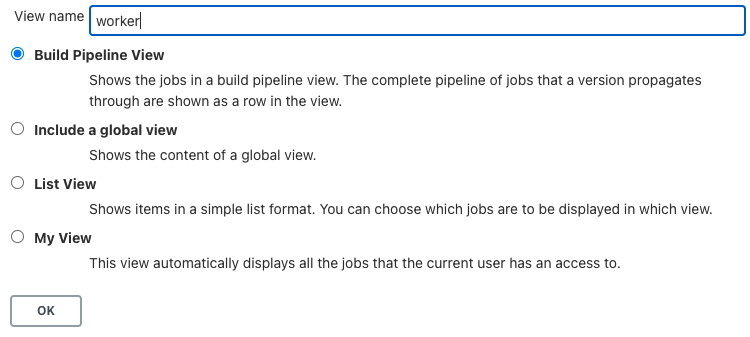 View name worker
Build Pipeline View
Shows the jobs in a build pipeline view. The complete pipeline of jobs that a version propagates
through are shown as a row in the view.
Include a global view
Shows the content of a global view.
List View
Shows items in a simple list format. You can choose which jobs are to be displayed in which view.
My View
This view automatically displays all the jobs that the current user has an access to.
OK